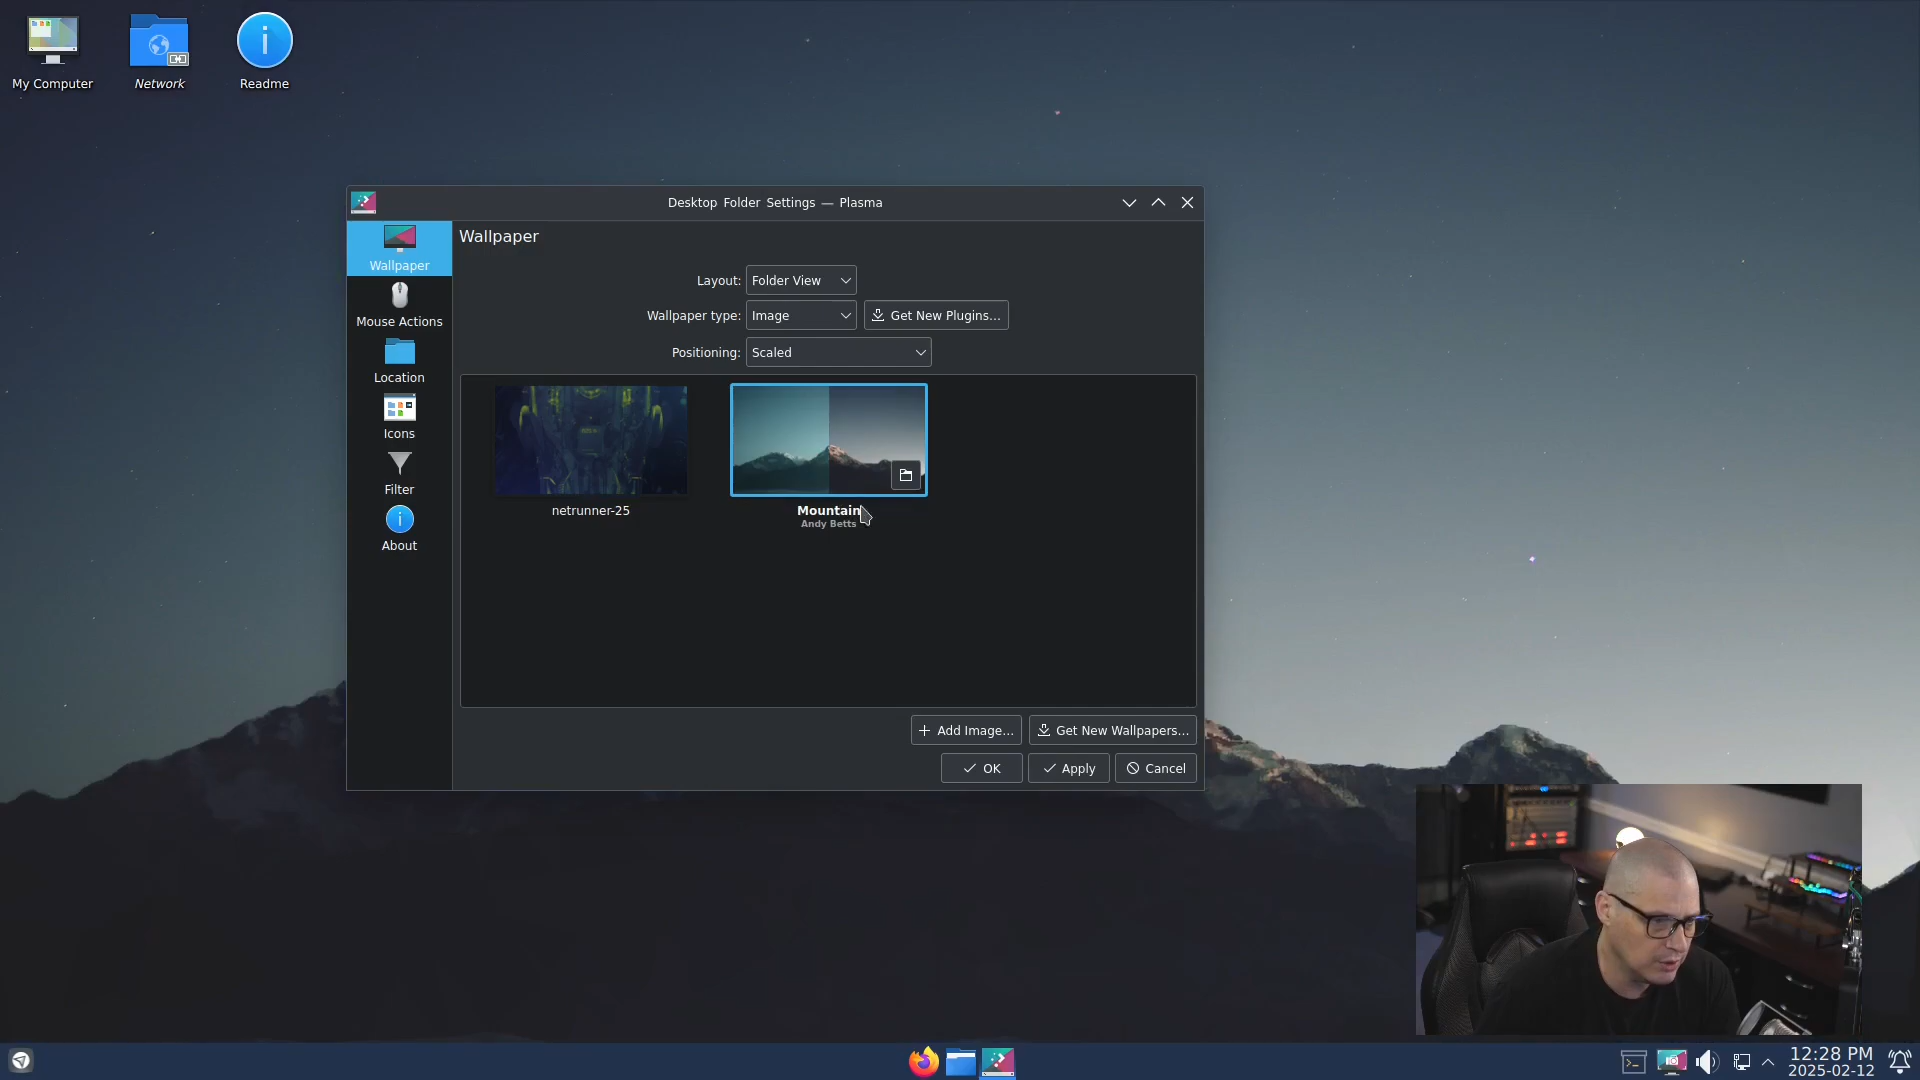 My Computer
Network
Readme
Desktop Folder Settings — Plasma
Wallpaper
Wallpaper
Mouse Actions
Location
Icons
Filter
About
Layout:
Folder View
Wallpaper type:
Image
Get New Plugins...
Positioning:
Scaled
netrunner-25
Mountain
Andy Betts
Add Image...
Get New Wallpapers...
OK
Apply
Cancel
12:28 PM
2025-02-12